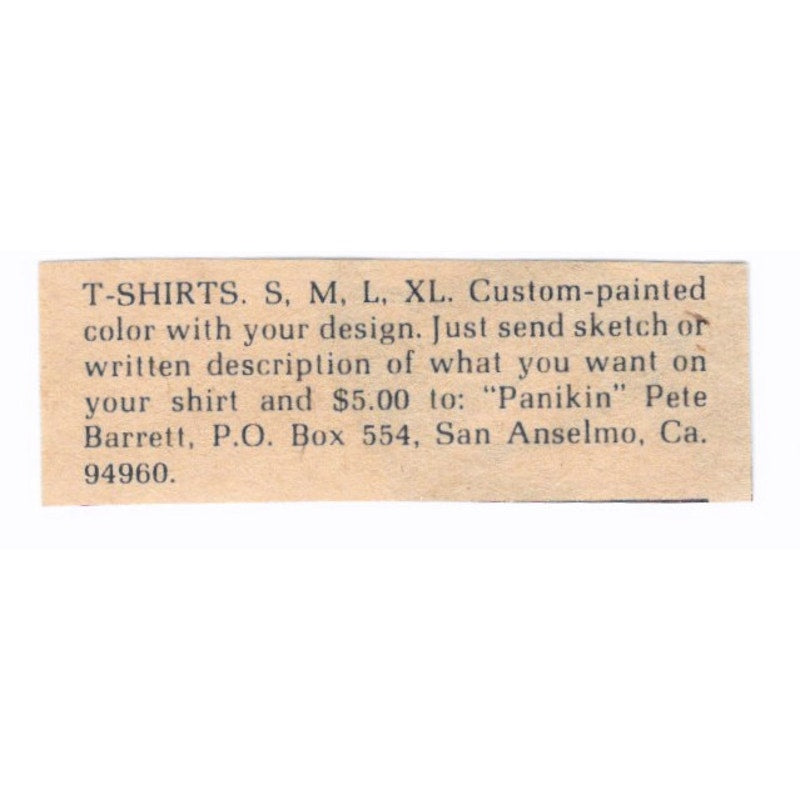 T-SHIRTS. S, M, L, XL. Custom-painted
color with your design. Just send sketch or
written description of what you want on
your shirt and $5.00 to: "Panikin" Pete
Barrett, P.O. Box 554, San Anselmo, Ca.
94960.